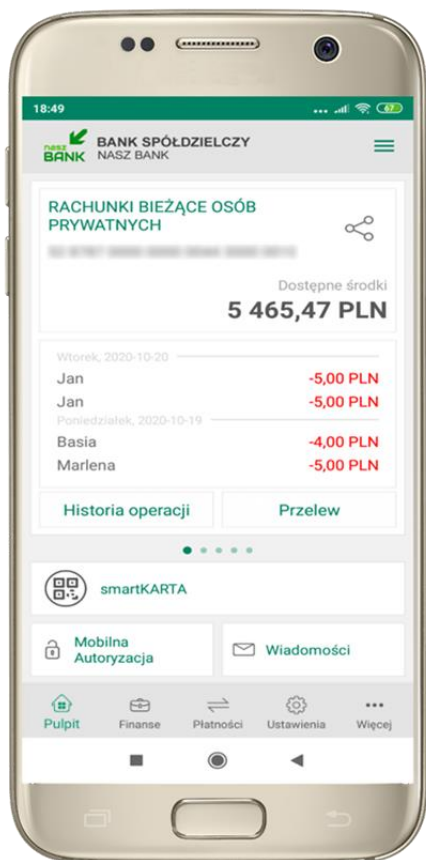 18:49
67
nasz
BANK
BANK SPÓŁDZIELCZY
NASZ BANK
RACHUNKI BIEŻĄCE OSÓB
PRYWATNYCH
Dostępne środki
5 465,47 PLN
Wtorek, 2020-10-20
Jan -5,00 PLN
Jan -5,00 PLN
Poniedziałek, 2020-10-19
Basia -4,00 PLN
Marlena -5,00 PLN
Historia operacji Przelew
smartKARTA
Mobilna
Autoryzacja
Wiadomości
Pulpit Finanse Płatności Ustawienia Więcej